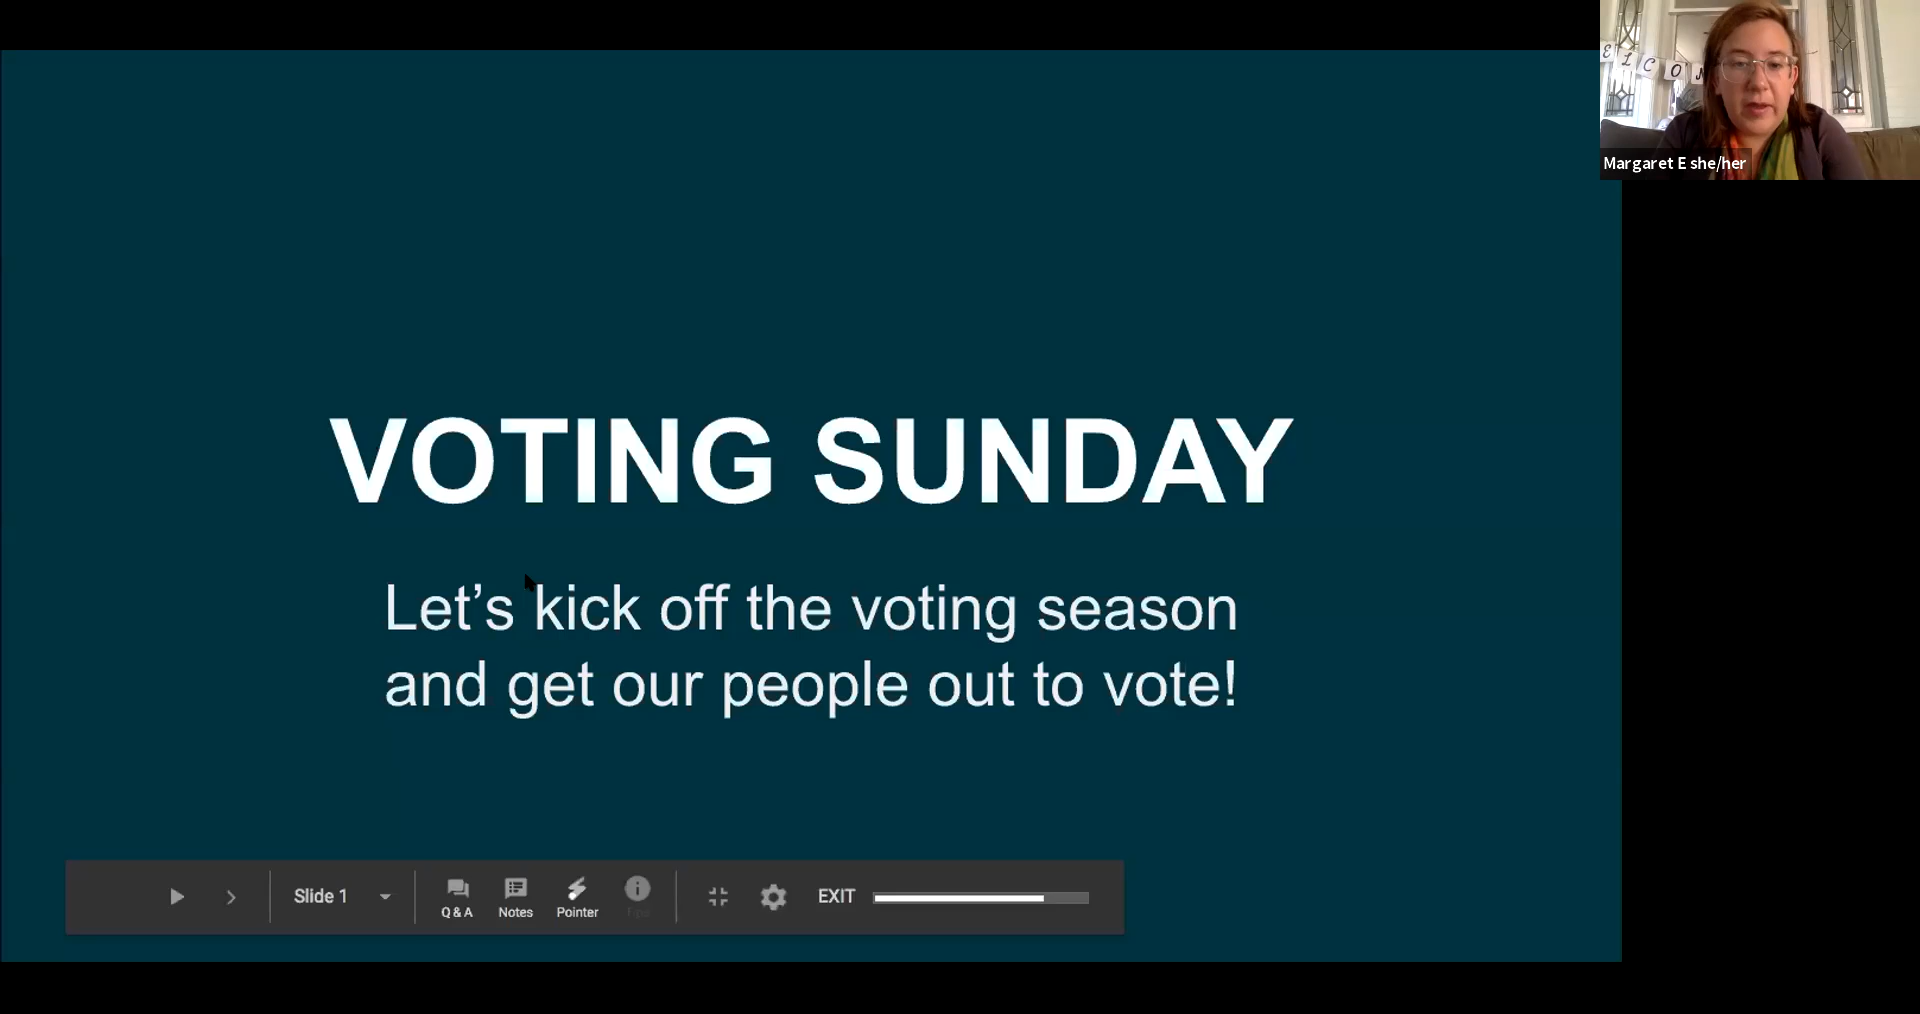 ELCOM
Margaret E she/her
VOTING SUNDAY
Let's kick off the voting season
and get our people out to vote!
Slide 1
Q & A
Notes
Pointer
EXIT